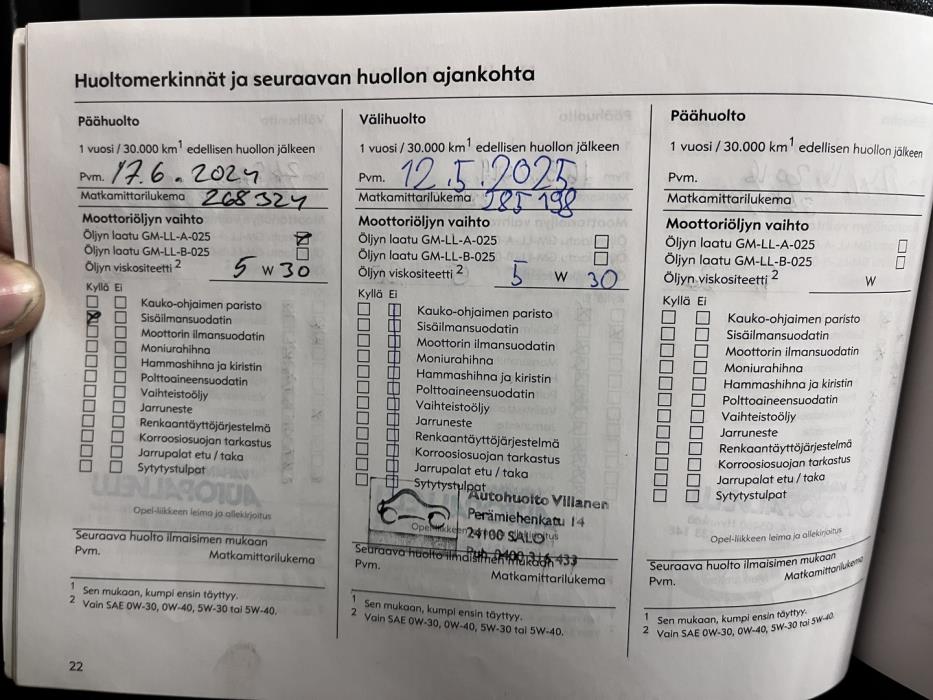 Huoltomerkinnät ja seuraavan huollon ajankohta
Päähuolto
1 vuosi / 30.000 km¹ edellisen huollon jälkeen
Pvm. 17.6.2024
Matkamittarilukema 268324
Moottoriöljyn vaihto
Öljyn laatu GM-LL-A-025
Öljyn laatu GM-LL-B-025
Öljyn viskositeetti ² 5 W 30
Kyllä Ei
Kauko-ohjaimen paristo
Sisäilmansuodatin
Moottorin ilmansuodatin
Moniurahihna
Hammashihna ja kiristin
Polttoaineensuodatin
Vaihteistoöljy
Jarruneste
Renkaantäyttöjärjestelmä
Korroosiosuojan tarkastus
Jarrupalat etu / taka
Sytytystulpat
Opel-liikkeen leima ja allekirjoitus
Seuraava huolto ilmaisimen mukaan
Pvm. Matkamittarilukema
¹ Sen mukaan, kumpi ensin täyttyy.
² Vain SAE 0W-30, 0W-40, 5W-30 tai 5W-40.
22
Välihuolto
1 vuosi / 30.000 km¹ edellisen huollon jälkeen
Pvm. 12.5.2025
Matkamittarilukema 285198
Moottoriöljyn vaihto
Öljyn laatu GM-LL-A-025
Öljyn laatu GM-LL-B-025
Öljyn viskositeetti ² 5 W 30
Kyllä Ei
Kauko-ohjaimen paristo
Sisäilmansuodatin
Moottorin ilmansuodatin
Moniurahihna
Hammashihna ja kiristin
Polttoaineensuodatin
Vaihteistoöljy
Jarruneste
Renkaantäyttöjärjestelmä
Korroosiosuojan tarkastus
Jarrupalat etu / taka
Sytytystulpat
Autohuolto Villanen
Perämiehenkatu 14
24100 SALO
Puh. 0400 316 433
Seuraava huolto ilmaisimen mukaan
Pvm. Matkamittarilukema
¹ Sen mukaan, kumpi ensin täyttyy.
² Vain SAE 0W-30, 0W-40, 5W-30 tai 5W-40.
Päähuolto
1 vuosi / 30.000 km¹ edellisen huollon jälkeen
Pvm.
Matkamittarilukema
Moottoriöljyn vaihto
Öljyn laatu GM-LL-A-025
Öljyn laatu GM-LL-B-025
Öljyn viskositeetti ² W
Kyllä Ei
Kauko-ohjaimen paristo
Sisäilmansuodatin
Moottorin ilmansuodatin
Moniurahihna
Hammashihna ja kiristin
Polttoaineensuodatin
Vaihteistoöljy
Jarruneste
Renkaantäyttöjärjestelmä
Korroosiosuojan tarkastus
Jarrupalat etu / taka
Sytytystulpat
Opel-liikkeen leima ja allekirjoitus
Seuraava huolto ilmaisimen mukaan
Pvm. Matkamittarilukema
¹ Sen mukaan, kumpi ensin täyttyy.
² Vain SAE 0W-30, 0W-40, 5W-30 tai 5W-40.